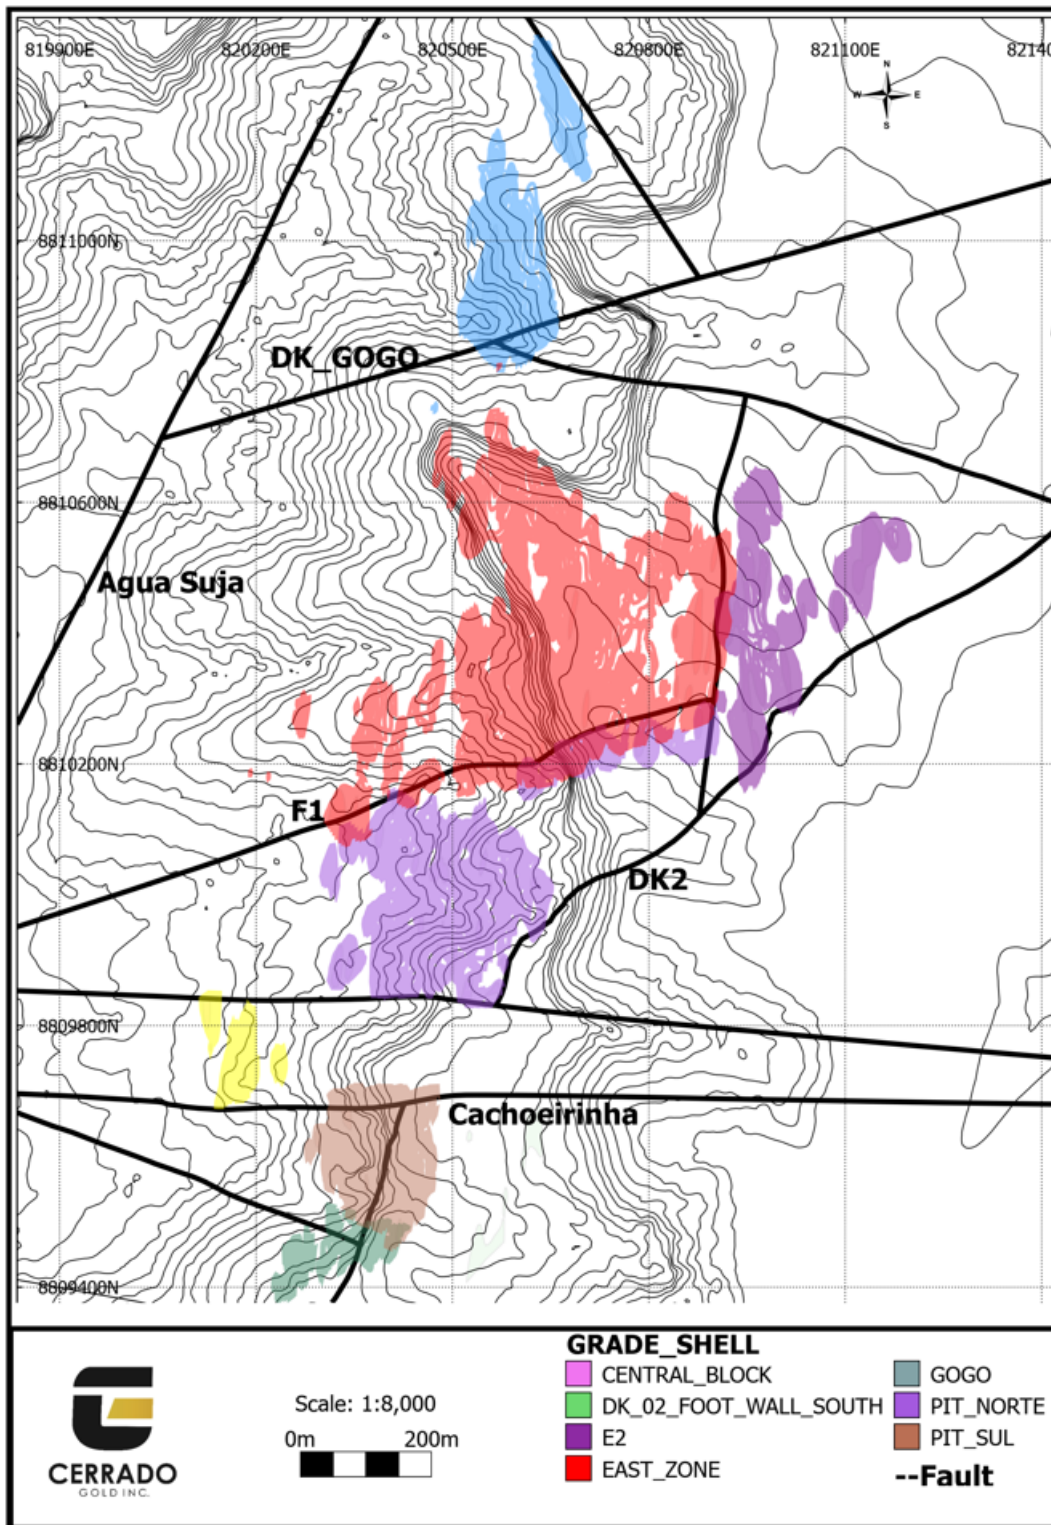 819900E 820200E 820500E 820800E 821100E 82140
N
W E
S
8811000N
DK_GOGO
8810600N
Agua Suja
8810200N
F1
DK2
8809800N
Cachoeirinha
8809400N
GRADE_SHELL
CENTRAL_BLOCK
GOGO
DK_02_FOOT_WALL_SOUTH
PIT_NORTE
E2
PIT_SUL
EAST_ZONE
--Fault
Scale: 1:8,000
0m 200m
CERRADO
GOLD INC.